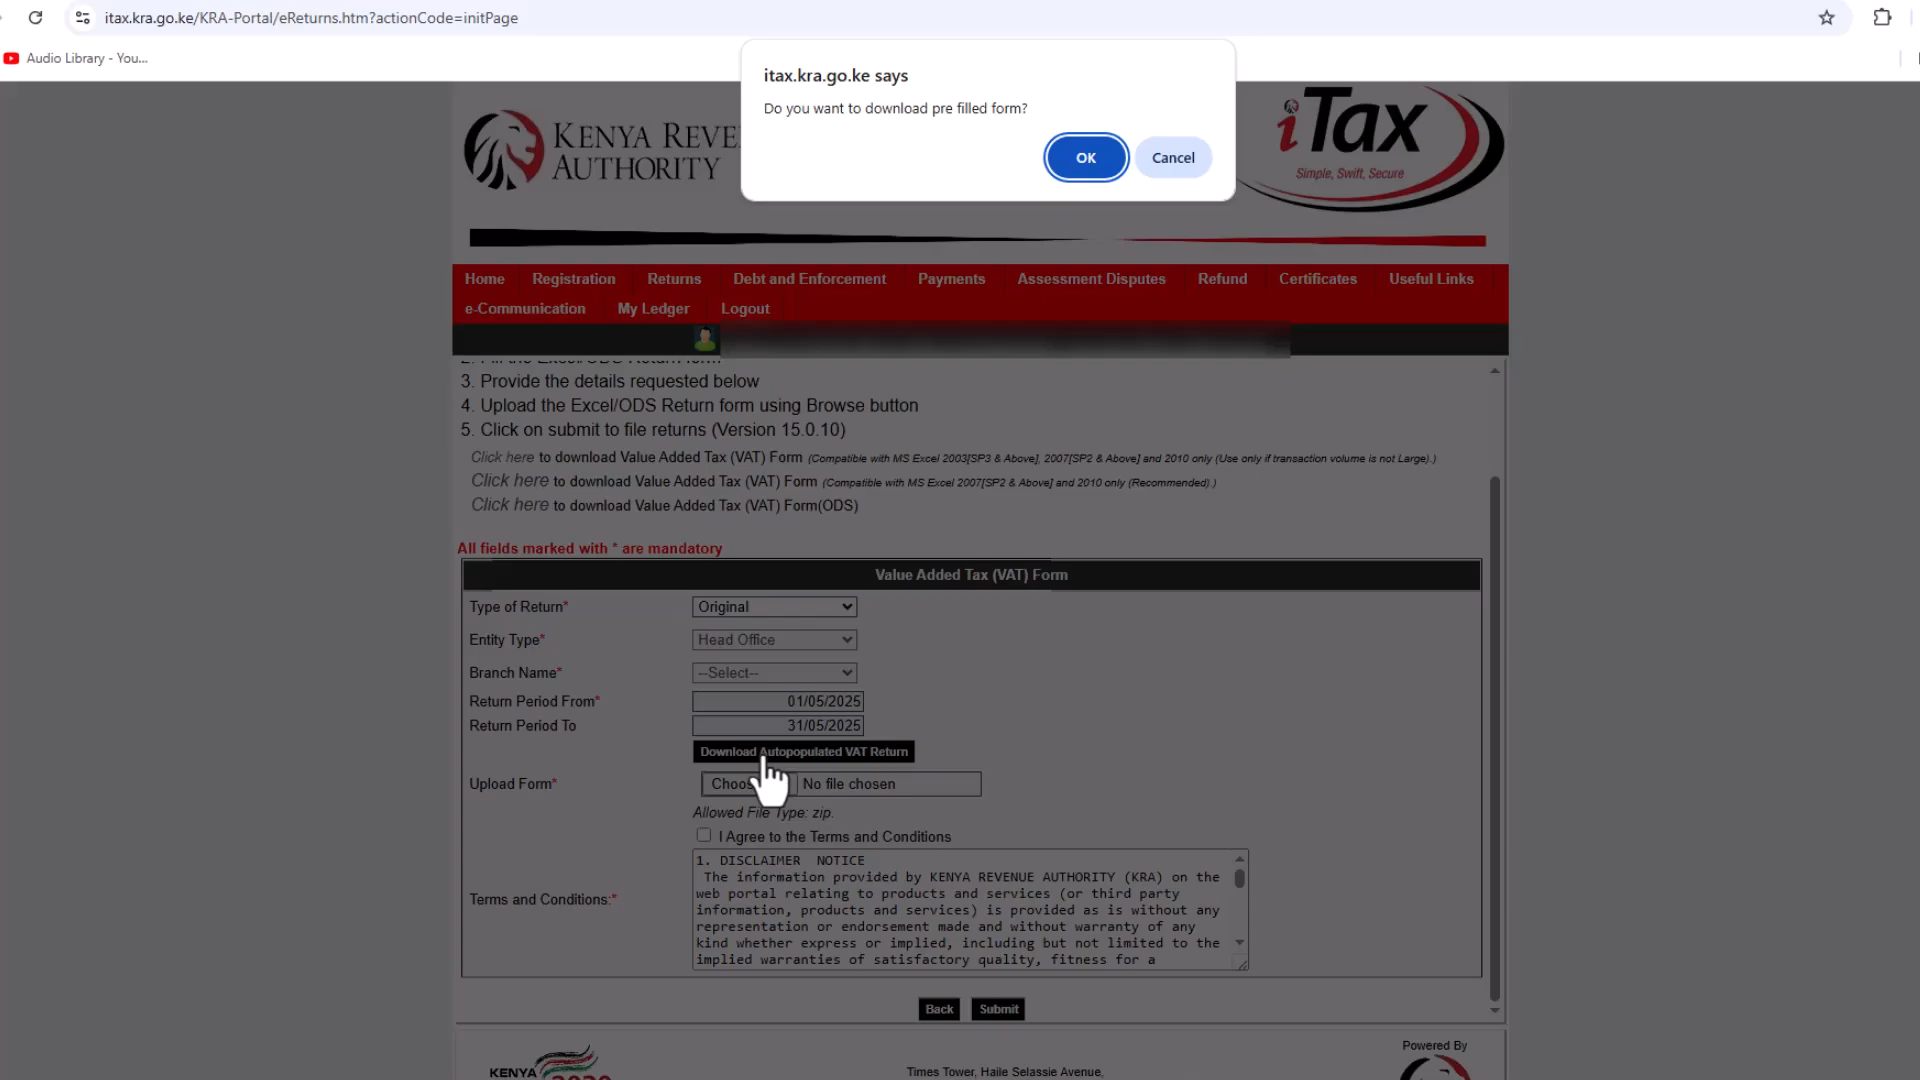 itax.kra.go.ke/KRA-Portal/eReturns.htm?actionCode=initPage
Audio Library - You...
itax.kra.go.ke says
Do you want to download pre filled form?
OK Cancel
KENYA REVE
AUTHORITY
iTax
Simple, Swift, Secure
Home Registration Returns Debt and Enforcement Payments Assessment Disputes Refund Certificates Useful Links
e-Communication My Ledger Logout
3. Provide the details requested below
4. Upload the Excel/ODS Return form using Browse button
5. Click on submit to file returns (Version 15.0.10)
Click here to download Value Added Tax (VAT) Form (Compatible with MS Excel 2003[SP3 & Above], 2007[SP2 & Above] and 2010 only (Use only if transaction volume is not Large).)
Click here to download Value Added Tax (VAT) Form (Compatible with MS Excel 2007[SP2 & Above] and 2010 only (Recommended).)
Click here to download Value Added Tax (VAT) Form(ODS)
All fields marked with * are mandatory
Value Added Tax (VAT) Form
Type of Return* Original
Entity Type* Head Office
Branch Name* --Select--
Return Period From* 01/05/2025
Return Period To 31/05/2025
Download Autopopulated VAT Return
Upload Form* Choos No file chosen
Allowed File Type: zip.
I Agree to the Terms and Conditions
Terms and Conditions:*
1. DISCLAIMER NOTICE
The information provided by KENYA REVENUE AUTHORITY (KRA) on the
web portal relating to products and services (or third party
information, products and services) is provided as is without any
representation or endorsement made and without warranty of any
kind whether express or implied, including but not limited to the
implied warranties of satisfactory quality, fitness for a
Back Submit
KENYA
Powered By
Times Tower, Haile Selassie Avenue,